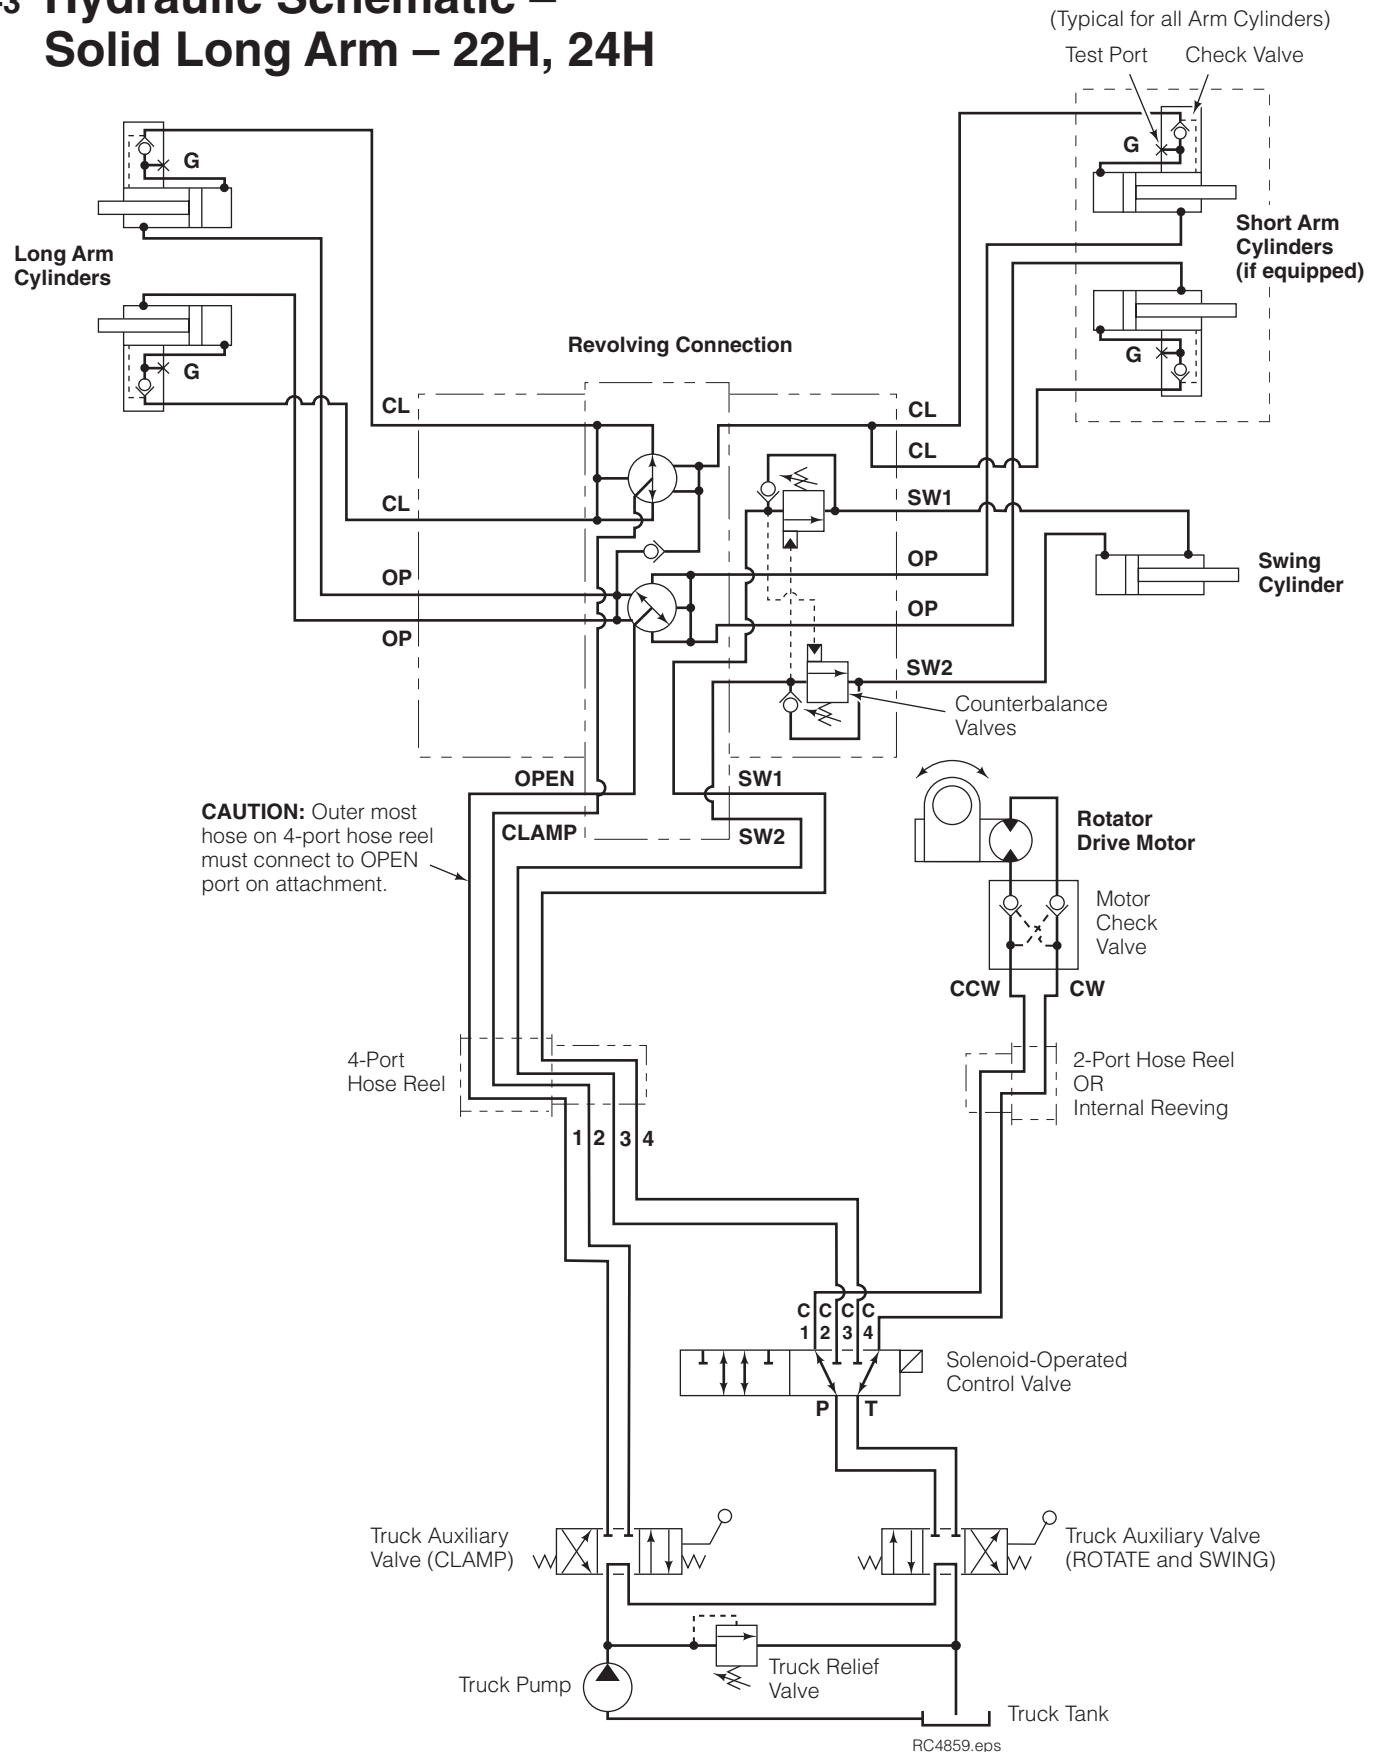 -3 Hydraulic Schematic –
Solid Long Arm – 22H, 24H
(Typical for all Arm Cylinders)
Test Port
Check Valve
G
G
Long Arm
Cylinders
Short Arm
Cylinders
(if equipped)
G
G
Revolving Connection
CL
CL
CL
CL
SW1
OP
OP
OP
OP
SW2
Swing
Cylinder
Counterbalance
Valves
OPEN
SW1
CLAMP
SW2
CAUTION: Outer most
hose on 4-port hose reel
must connect to OPEN
port on attachment.
Rotator
Drive Motor
Motor
Check
Valve
CCW
CW
4-Port
Hose Reel
2-Port Hose Reel
OR
Internal Reeving
1 2 3 4
C C C C
1 2 3 4
Solenoid-Operated
Control Valve
P T
Truck Auxiliary
Valve (CLAMP)
Truck Auxiliary Valve
(ROTATE and SWING)
Truck Pump
Truck Relief
Valve
Truck Tank
RC4859.eps